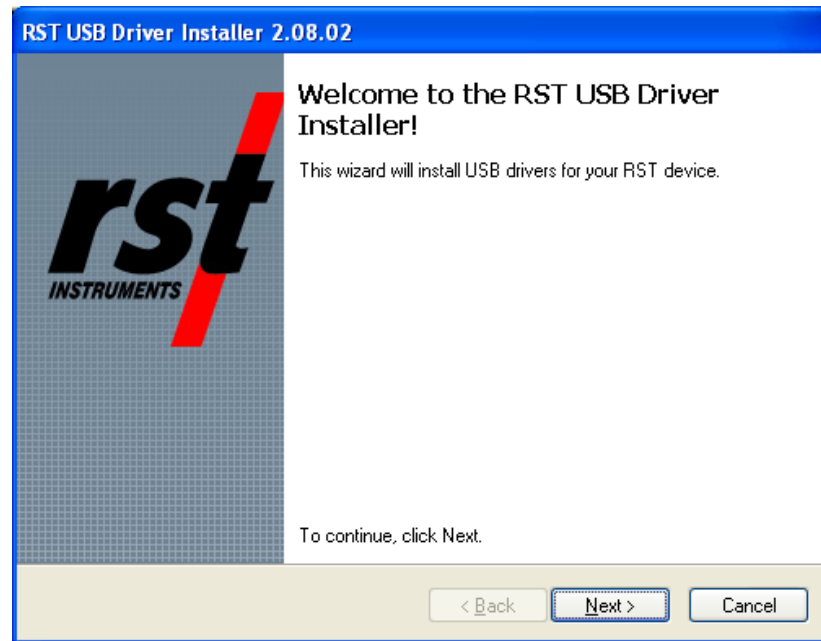 RST USB Driver Installer 2.08.02
Welcome to the RST USB Driver
Installer!
This wizard will install USB drivers for your RST device.
rst
INSTRUMENTS
To continue, click Next.
< Back
Next >
Cancel